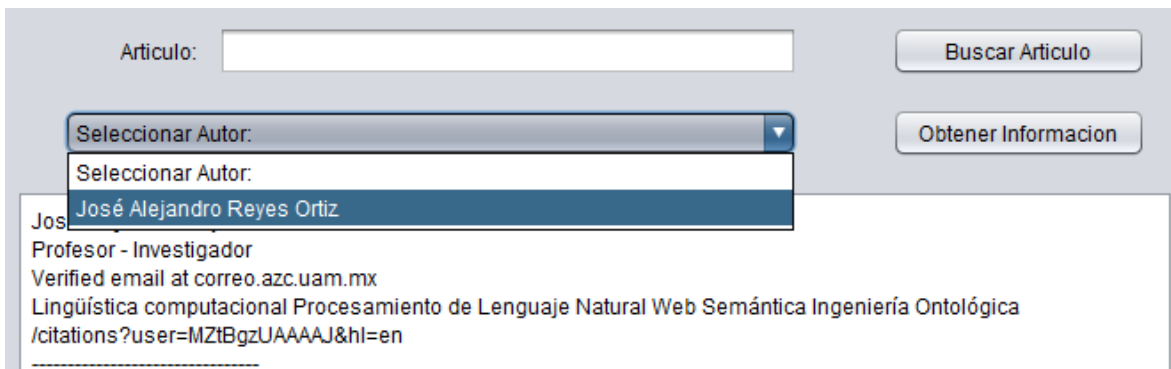 Articulo:
Buscar Articulo
Seleccionar Autor:
Obtener Informacion
Seleccionar Autor:
José Alejandro Reyes Ortiz
Jos
Profesor - Investigador
Verified email at correo.azc.uam.mx
Lingüística computacional Procesamiento de Lenguaje Natural Web Semántica Ingeniería Ontológica
/citations?user=MZtBgzUAAAAJ&hl=en
--------------------------------